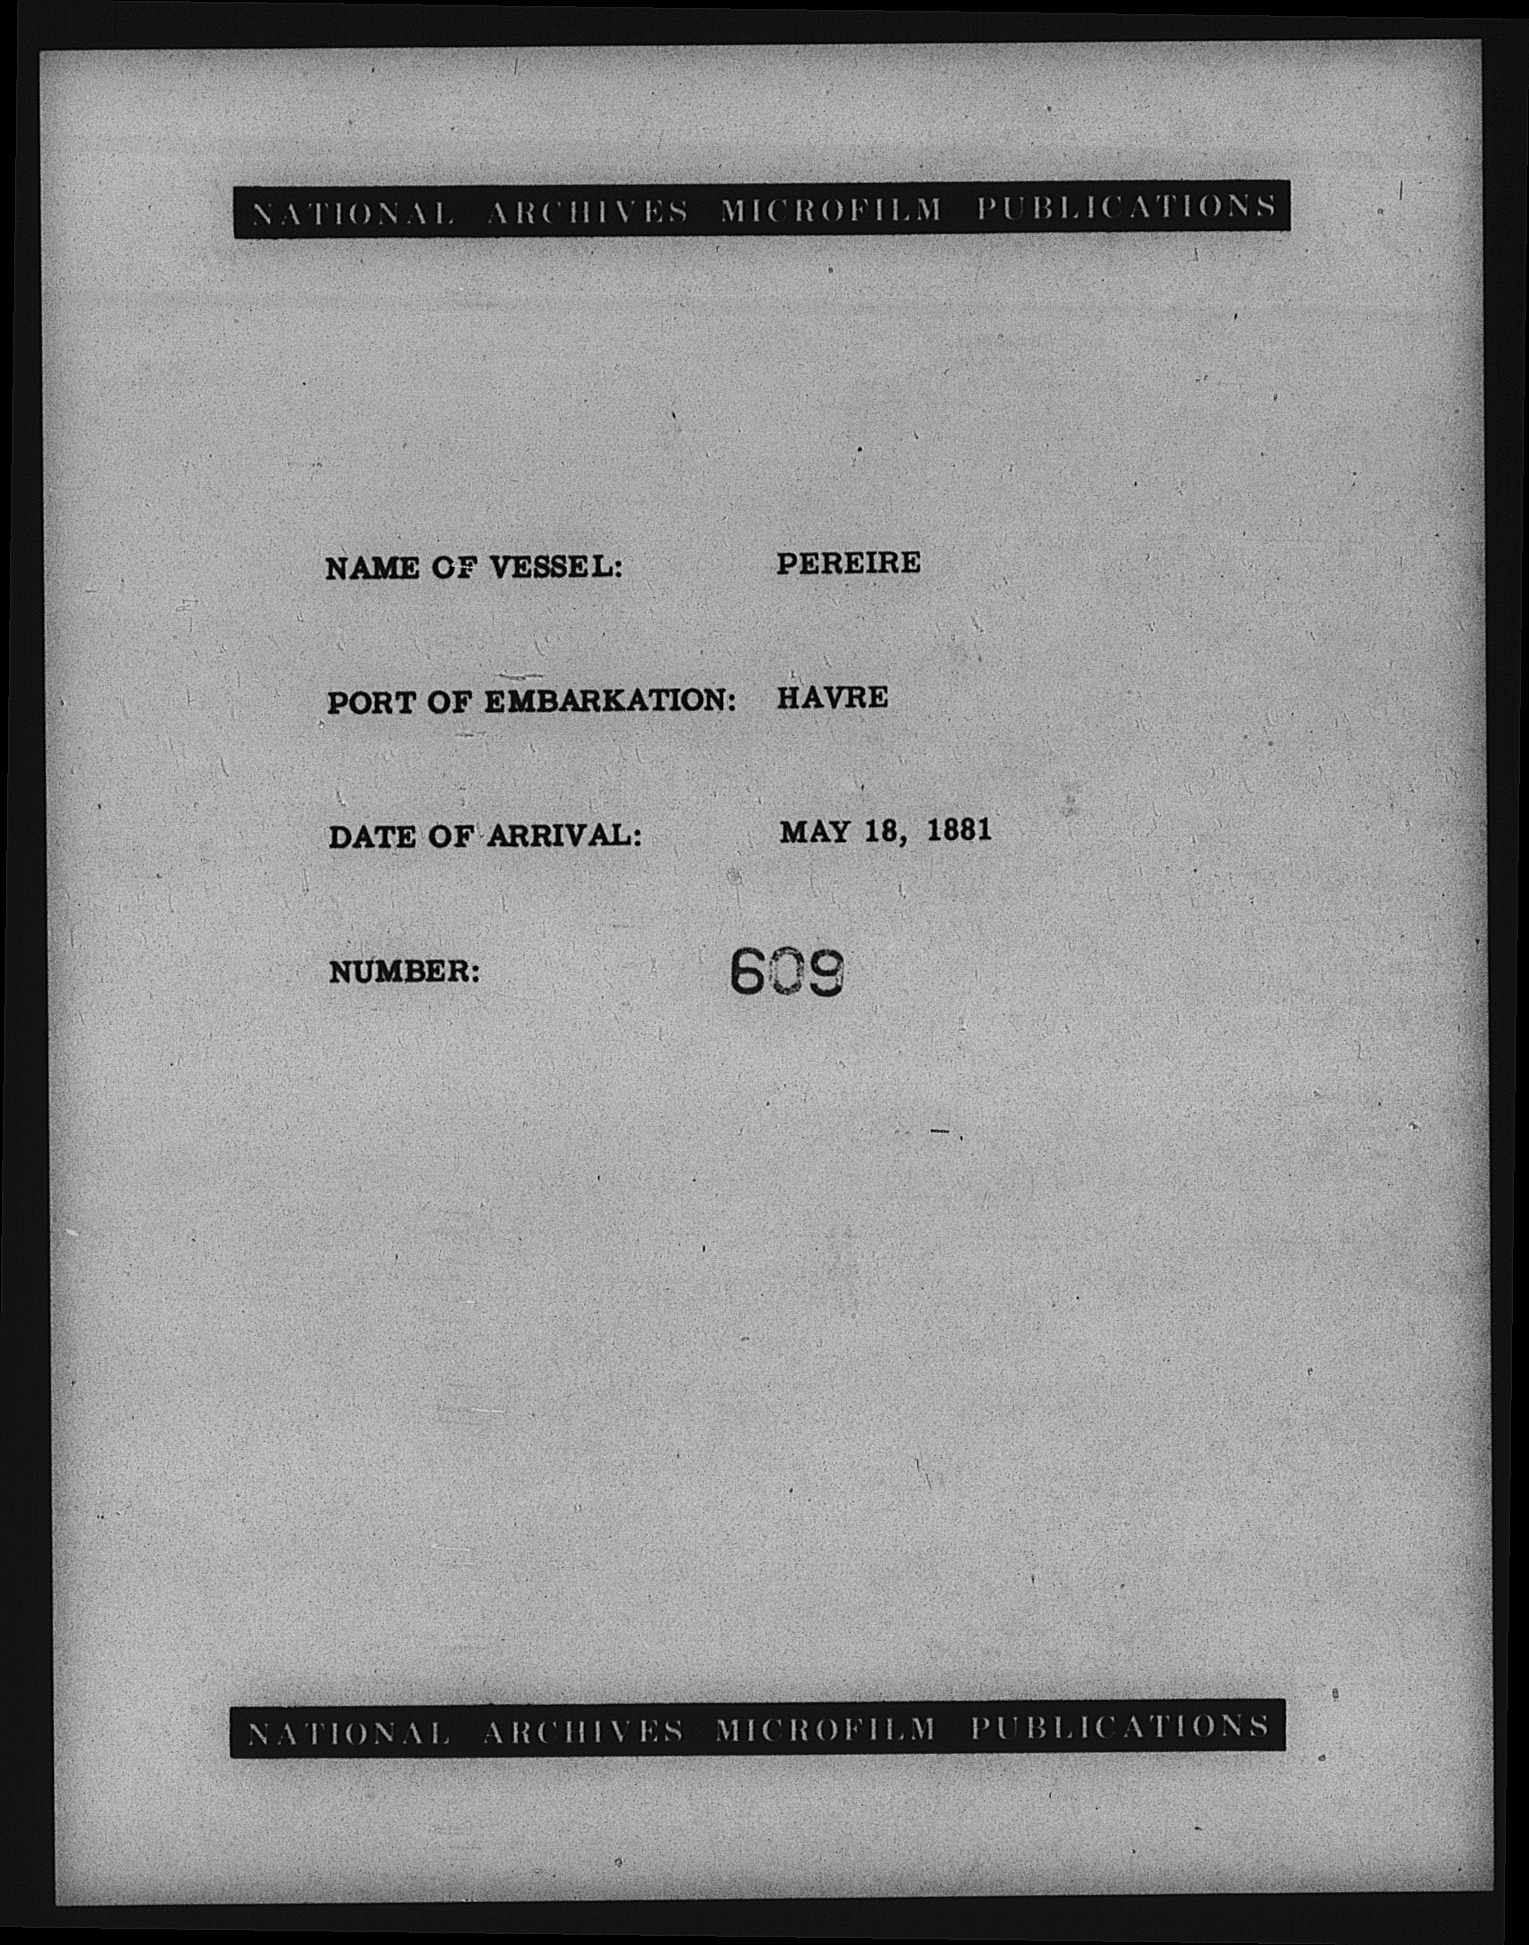 NATIONAL ARCHIVES MICROFILM PUBLICATIONS
NAME OF VESSEL: PEREIRE
PORT OF EMBARKATION: HAVRE
DATE OF ARRIVAL: MAY 18, 1881
NUMBER: 609
NATIONAL ARCHIVES MICROFILM PUBLICATIONS